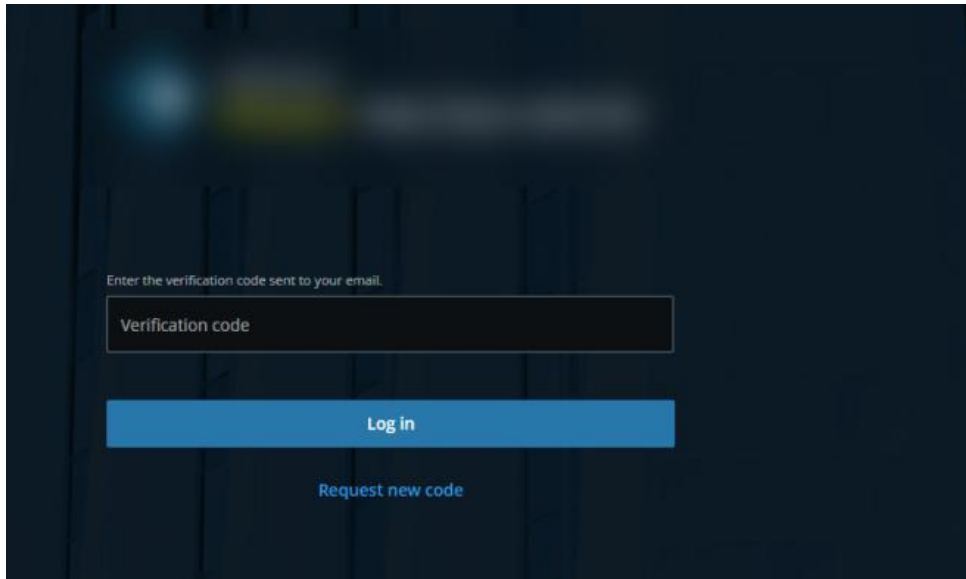 Enter the verification code sent to your email.
Verification code
Log in
Request new code